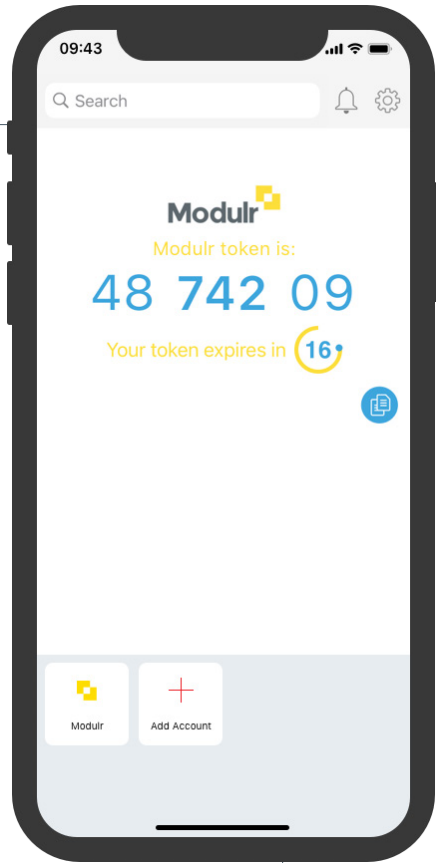 09:43
Search
Modulr
Modulr token is:
48 742 09
Your token expires in 16
Modulr
Add Account